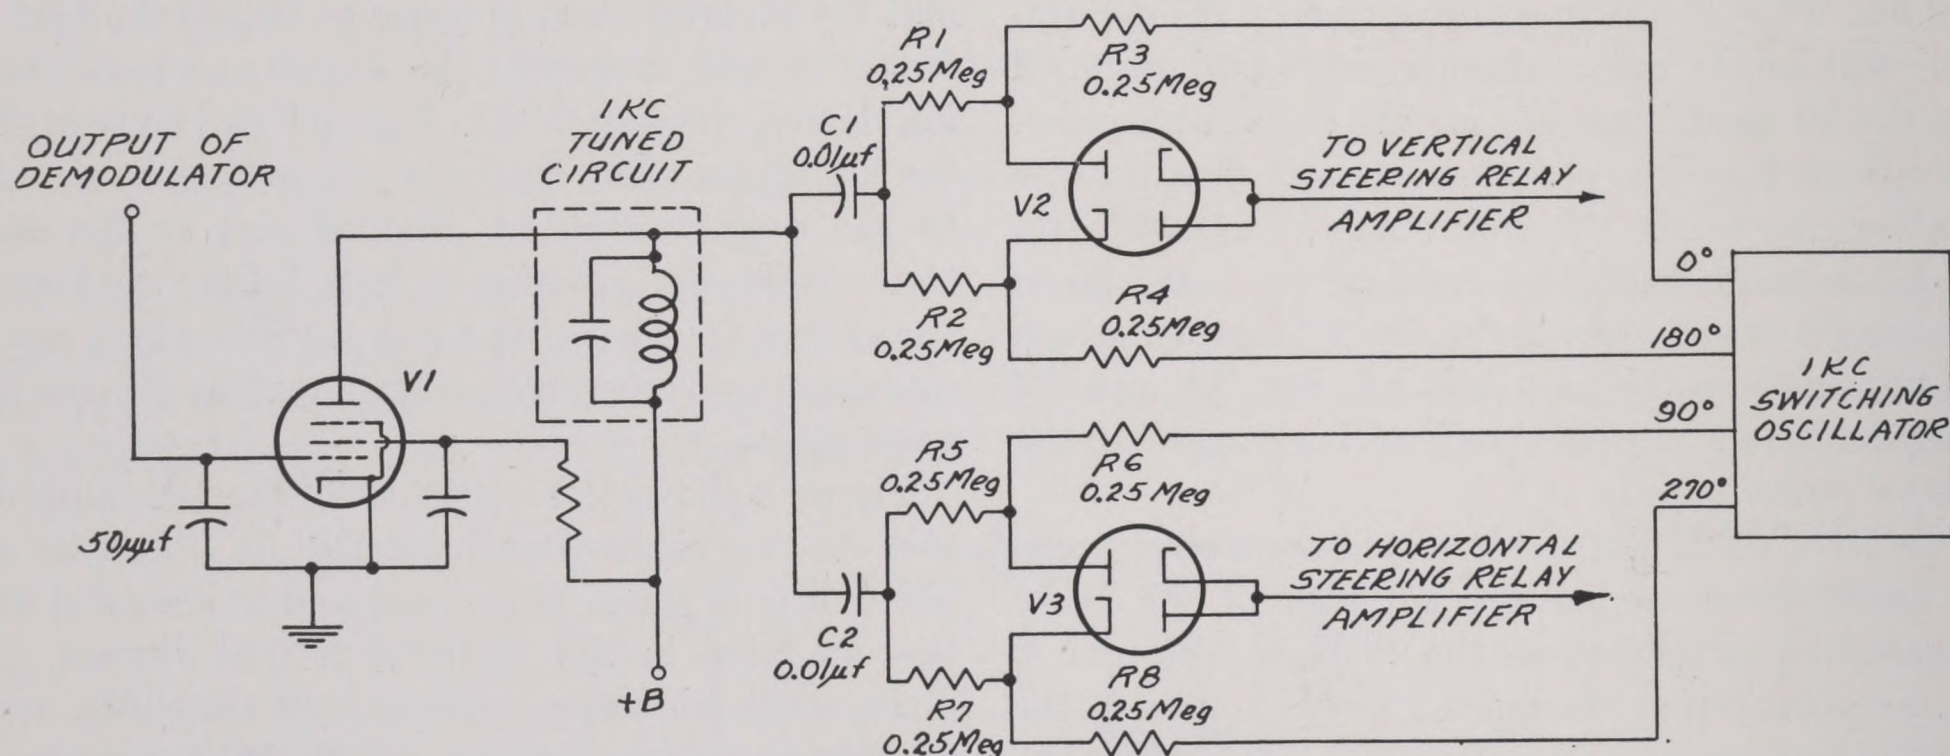 OUTPUT OF
DEMODULATOR
1KC
TUNED
CIRCUIT
V1
50μμf
+B
C1
0.01μf
R1
0.25Meg
R2
0.25Meg
R3
0.25Meg
V2
R4
0.25Meg
TO VERTICAL
STEERING RELAY
AMPLIFIER
0°
180°
90°
270°
1KC
SWITCHING
OSCILLATOR
C2
0.01μf
R5
0.25Meg
R6
0.25Meg
V3
R7
0.25Meg
R8
0.25Meg
TO HORIZONTAL
STEERING RELAY
AMPLIFIER